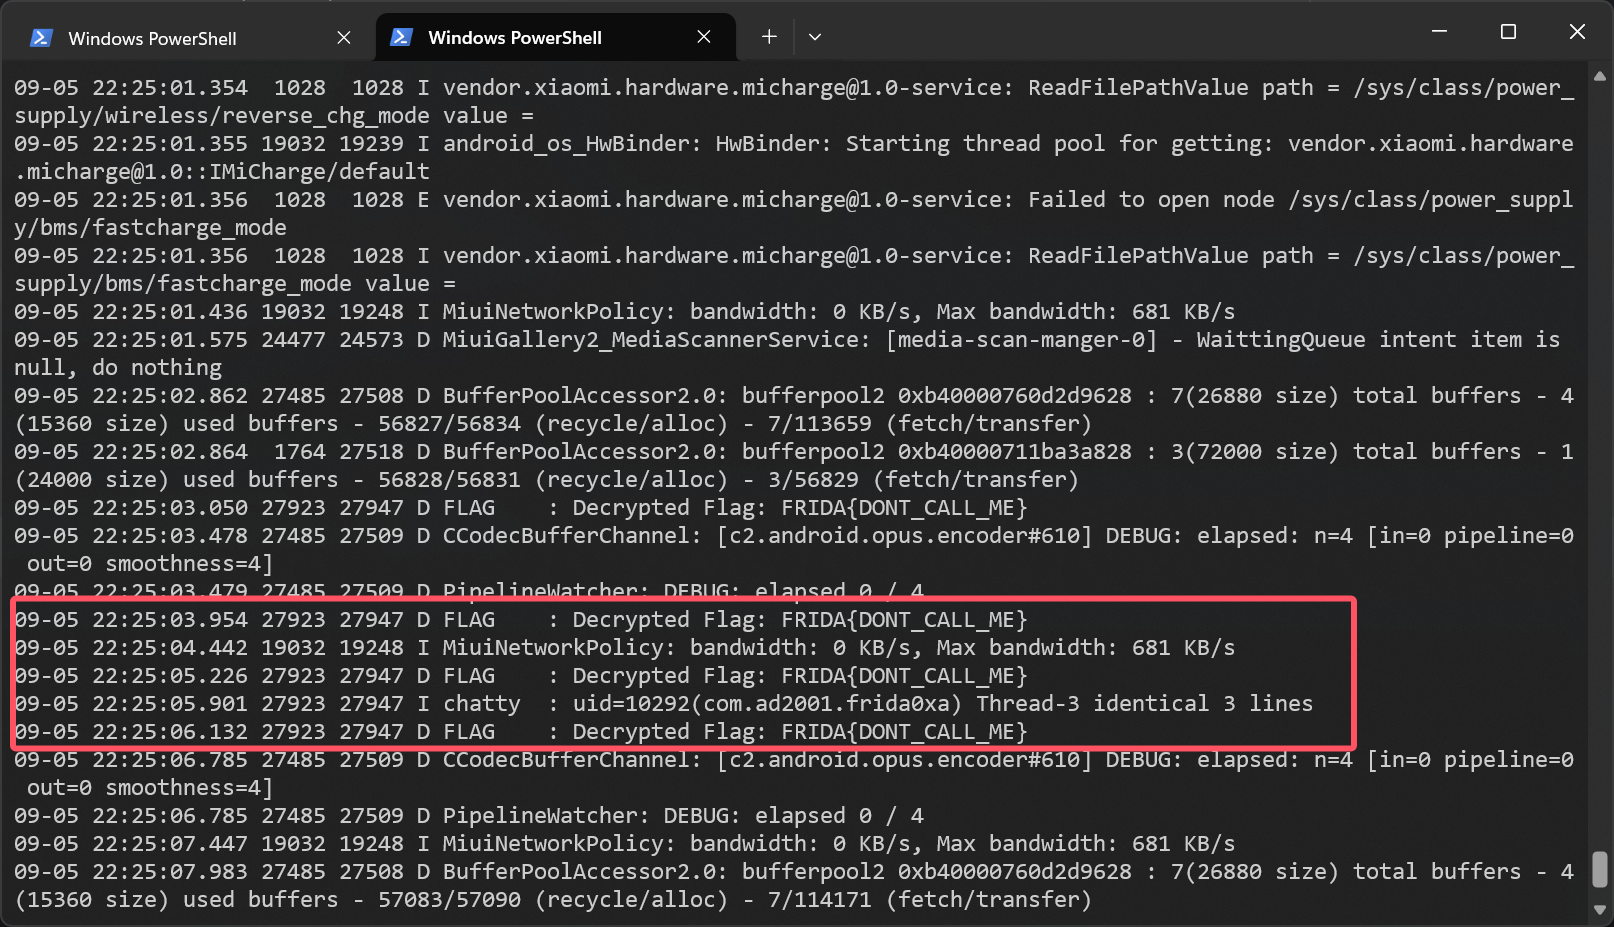 Windows PowerShell
Windows PowerShell
09-05 22:25:01.354  1028  1028 I vendor.xiaomi.hardware.micharge@1.0-service: ReadFilePathValue path = /sys/class/power_
supply/wireless/reverse_chg_mode value =
09-05 22:25:01.355 19032 19239 I android_os_HwBinder: HwBinder: Starting thread pool for getting: vendor.xiaomi.hardware
.micharge@1.0::IMiCharge/default
09-05 22:25:01.356  1028  1028 E vendor.xiaomi.hardware.micharge@1.0-service: Failed to open node /sys/class/power_suppl
y/bms/fastcharge_mode
09-05 22:25:01.356  1028  1028 I vendor.xiaomi.hardware.micharge@1.0-service: ReadFilePathValue path = /sys/class/power_
supply/bms/fastcharge_mode value =
09-05 22:25:01.436 19032 19248 I MiuiNetworkPolicy: bandwidth: 0 KB/s, Max bandwidth: 681 KB/s
09-05 22:25:01.575 24477 24573 D MiuiGallery2_MediaScannerService: [media-scan-manger-0] - WaittingQueue intent item is
null, do nothing
09-05 22:25:02.862 27485 27508 D BufferPoolAccessor2.0: bufferpool2 0xb40000760d2d9628 : 7(26880 size) total buffers - 4
(15360 size) used buffers - 56827/56834 (recycle/alloc) - 7/113659 (fetch/transfer)
09-05 22:25:02.864  1764 27518 D BufferPoolAccessor2.0: bufferpool2 0xb40000711ba3a828 : 3(72000 size) total buffers - 1
(24000 size) used buffers - 56828/56831 (recycle/alloc) - 3/56829 (fetch/transfer)
09-05 22:25:03.050 27923 27947 D FLAG    : Decrypted Flag: FRIDA{DONT_CALL_ME}
09-05 22:25:03.478 27485 27509 D CCodecBufferChannel: [c2.android.opus.encoder#610] DEBUG: elapsed: n=4 [in=0 pipeline=0
 out=0 smoothness=4]
09-05 22:25:03.479 27485 27509 D PipelineWatcher: DEBUG: elapsed 0 / 4
09-05 22:25:03.954 27923 27947 D FLAG    : Decrypted Flag: FRIDA{DONT_CALL_ME}
09-05 22:25:04.442 19032 19248 I MiuiNetworkPolicy: bandwidth: 0 KB/s, Max bandwidth: 681 KB/s
09-05 22:25:05.226 27923 27947 D FLAG    : Decrypted Flag: FRIDA{DONT_CALL_ME}
09-05 22:25:05.901 27923 27947 I chatty  : uid=10292(com.ad2001.frida0xa) Thread-3 identical 3 lines
09-05 22:25:06.132 27923 27947 D FLAG    : Decrypted Flag: FRIDA{DONT_CALL_ME}
09-05 22:25:06.785 27485 27509 D CCodecBufferChannel: [c2.android.opus.encoder#610] DEBUG: elapsed: n=4 [in=0 pipeline=0
 out=0 smoothness=4]
09-05 22:25:06.785 27485 27509 D PipelineWatcher: DEBUG: elapsed 0 / 4
09-05 22:25:07.447 19032 19248 I MiuiNetworkPolicy: bandwidth: 0 KB/s, Max bandwidth: 681 KB/s
09-05 22:25:07.983 27485 27508 D BufferPoolAccessor2.0: bufferpool2 0xb40000760d2d9628 : 7(26880 size) total buffers - 4
(15360 size) used buffers - 57083/57090 (recycle/alloc) - 7/114171 (fetch/transfer)